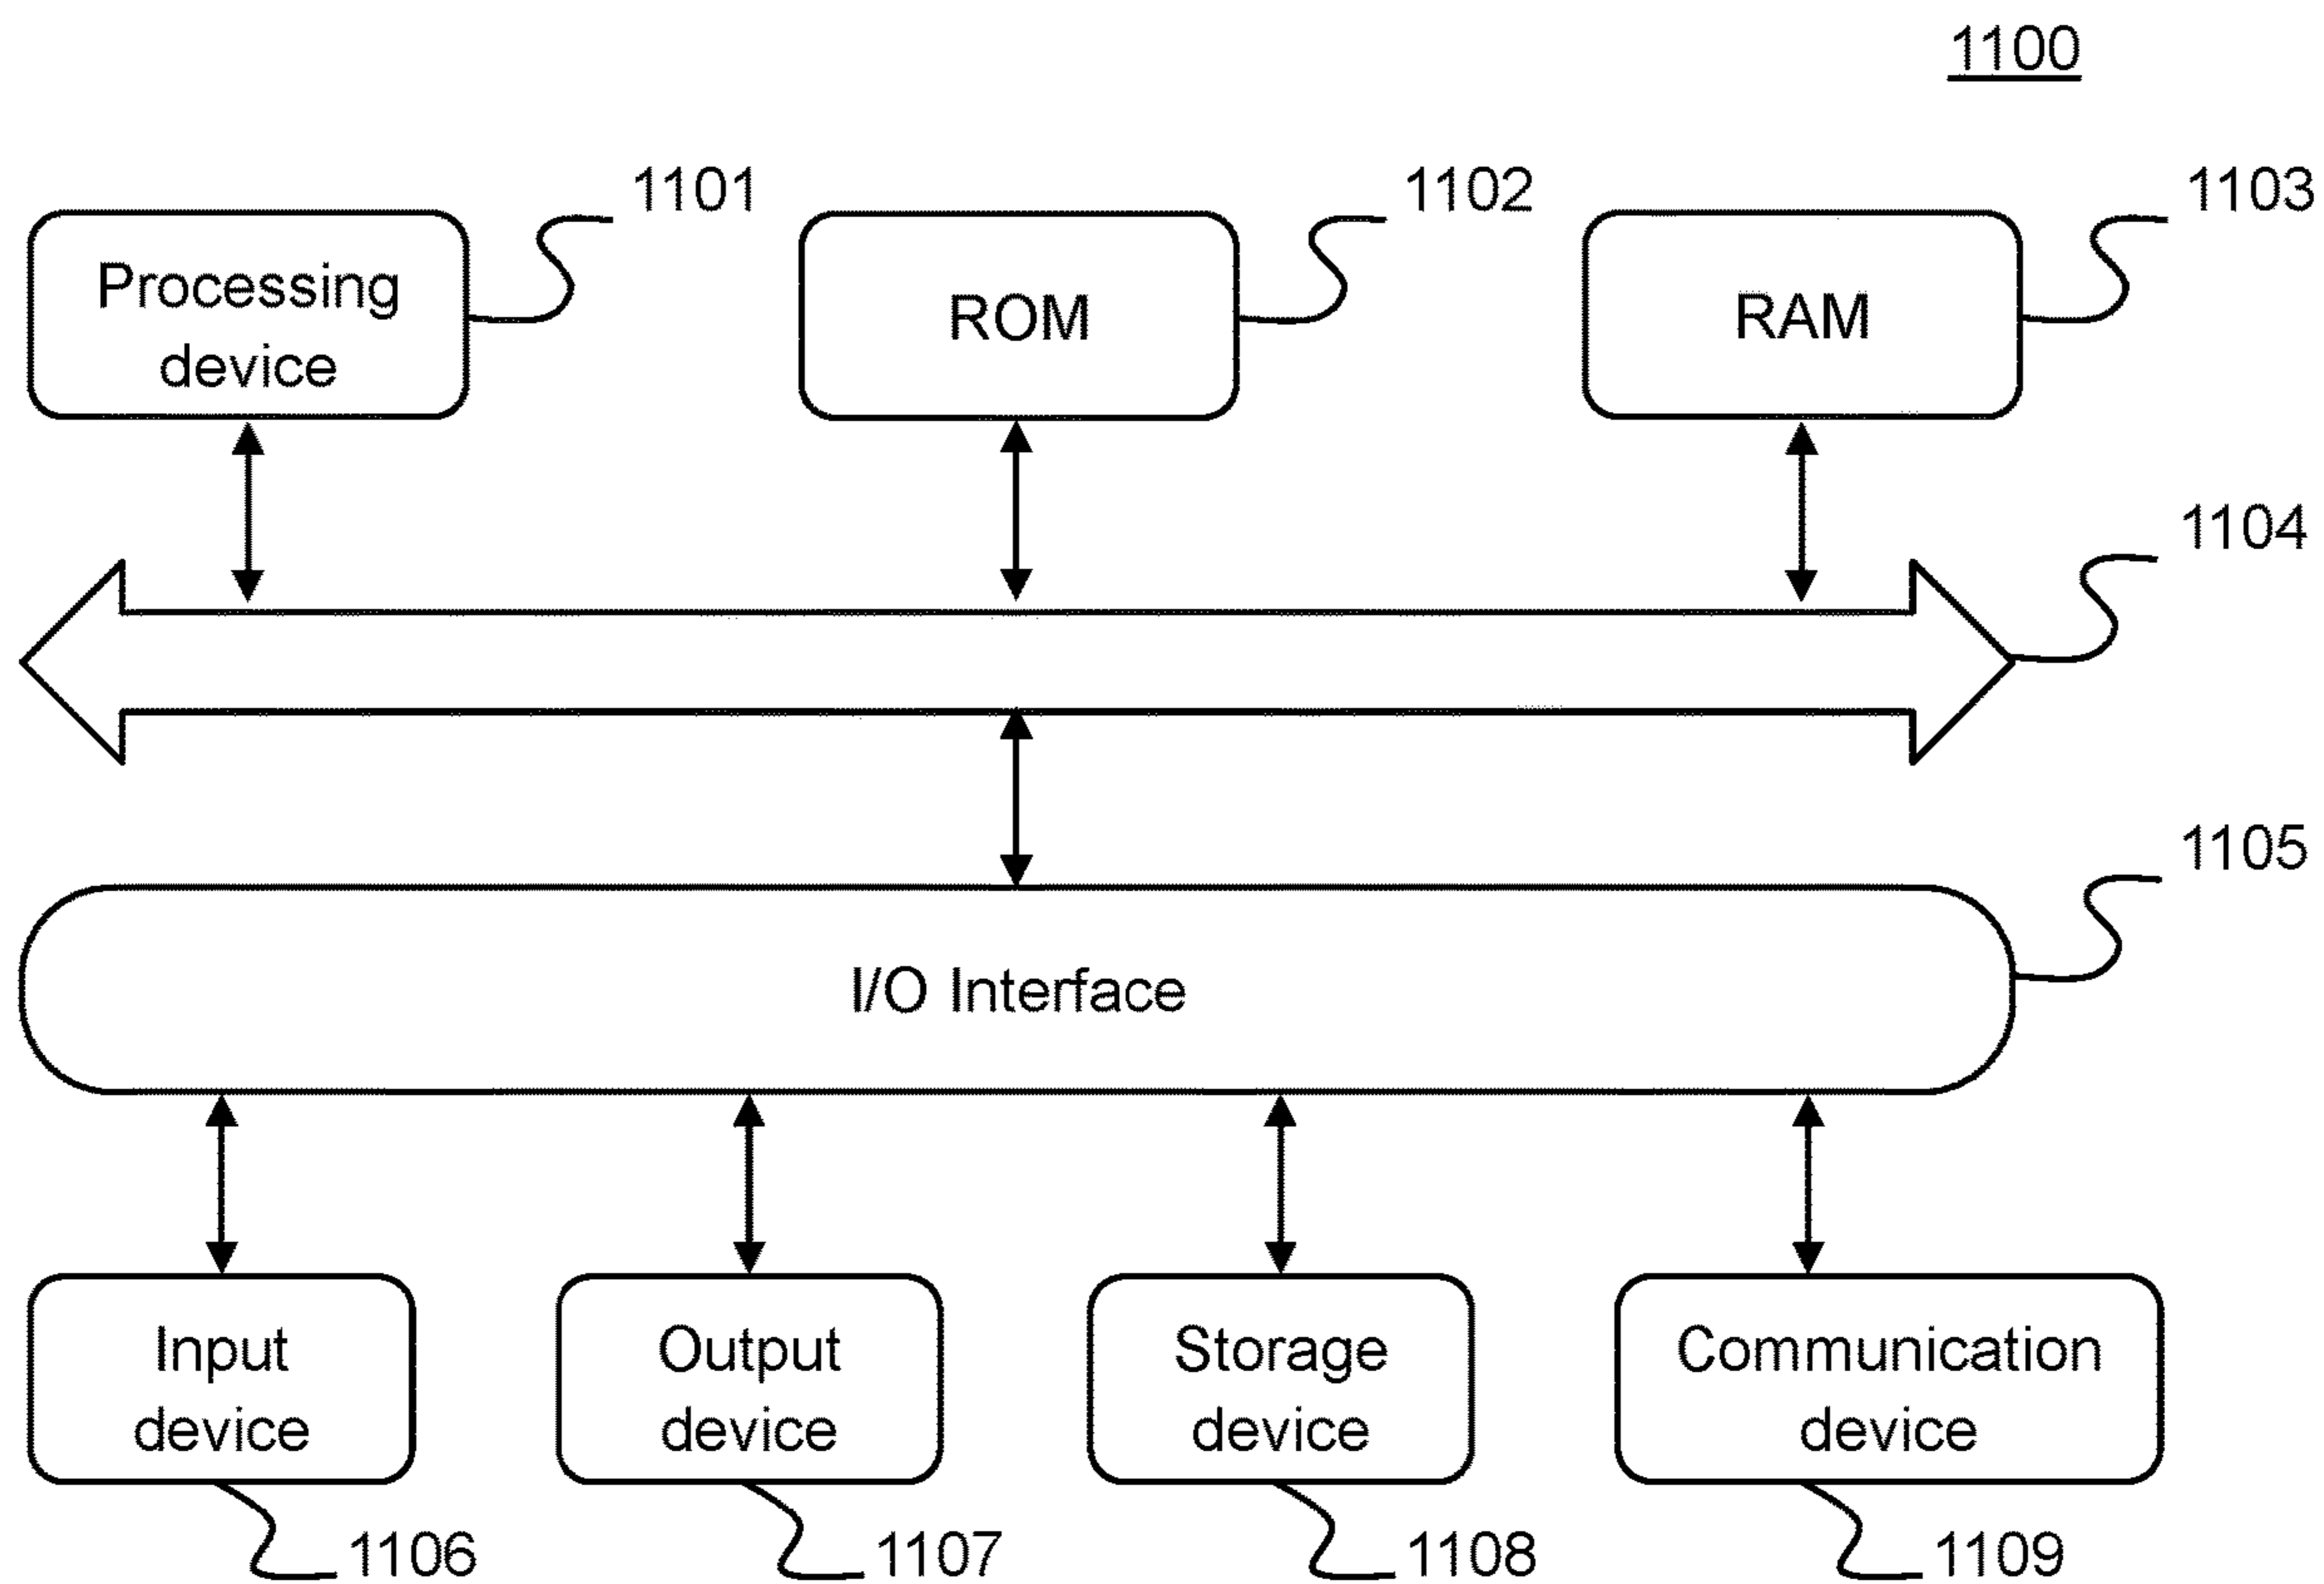 1100
1101
1102
1103
Processing
device
ROM
RAM
1104
1105
I/O Interface
Input
device
Output
device
Storage
device
Communication
device
1106
1107
1108
1109